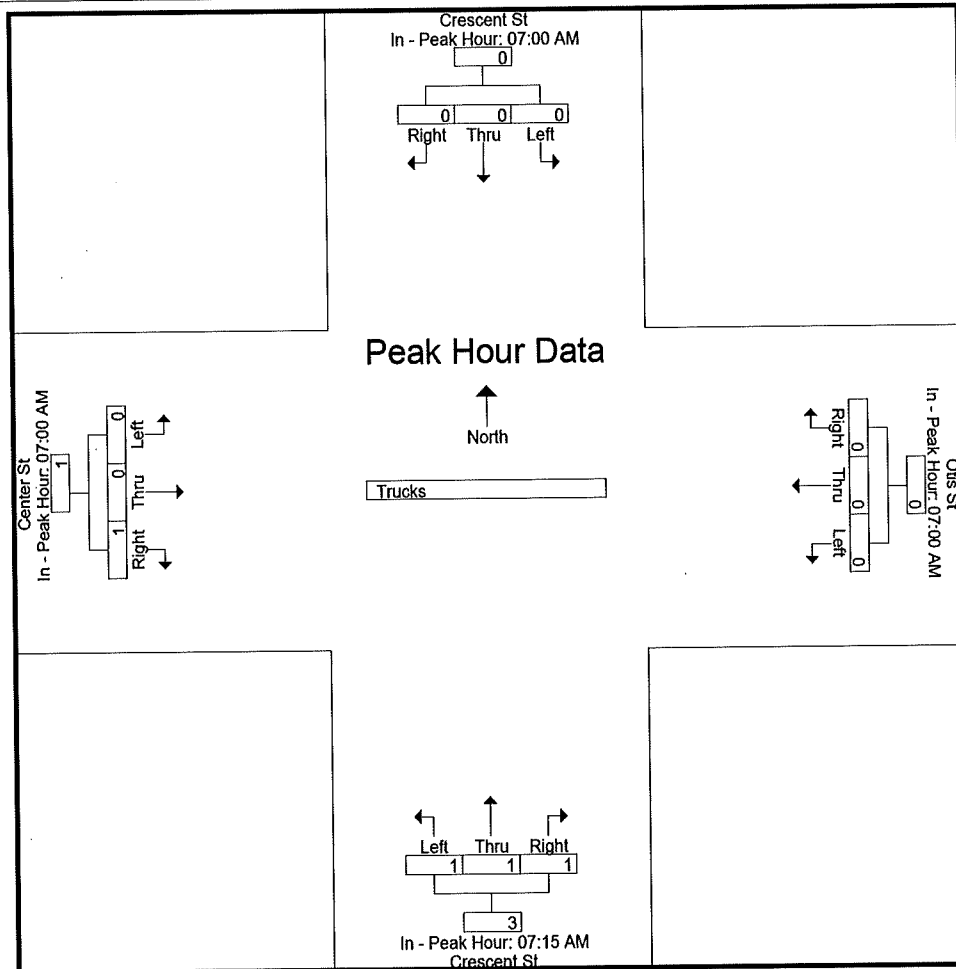 Crescent St
In - Peak Hour: 07:00 AM
0
0 0 0
Right Thru Left
Peak Hour Data
North
Trucks
Center St
In - Peak Hour: 07:00 AM
1
0 0 1
Left Thru Right
Otis St
In - Peak Hour: 07:00 AM
0
0 0 0
Right Thru Left
Left Thru Right
1 1 1
3
In - Peak Hour: 07:15 AM
Crescent St